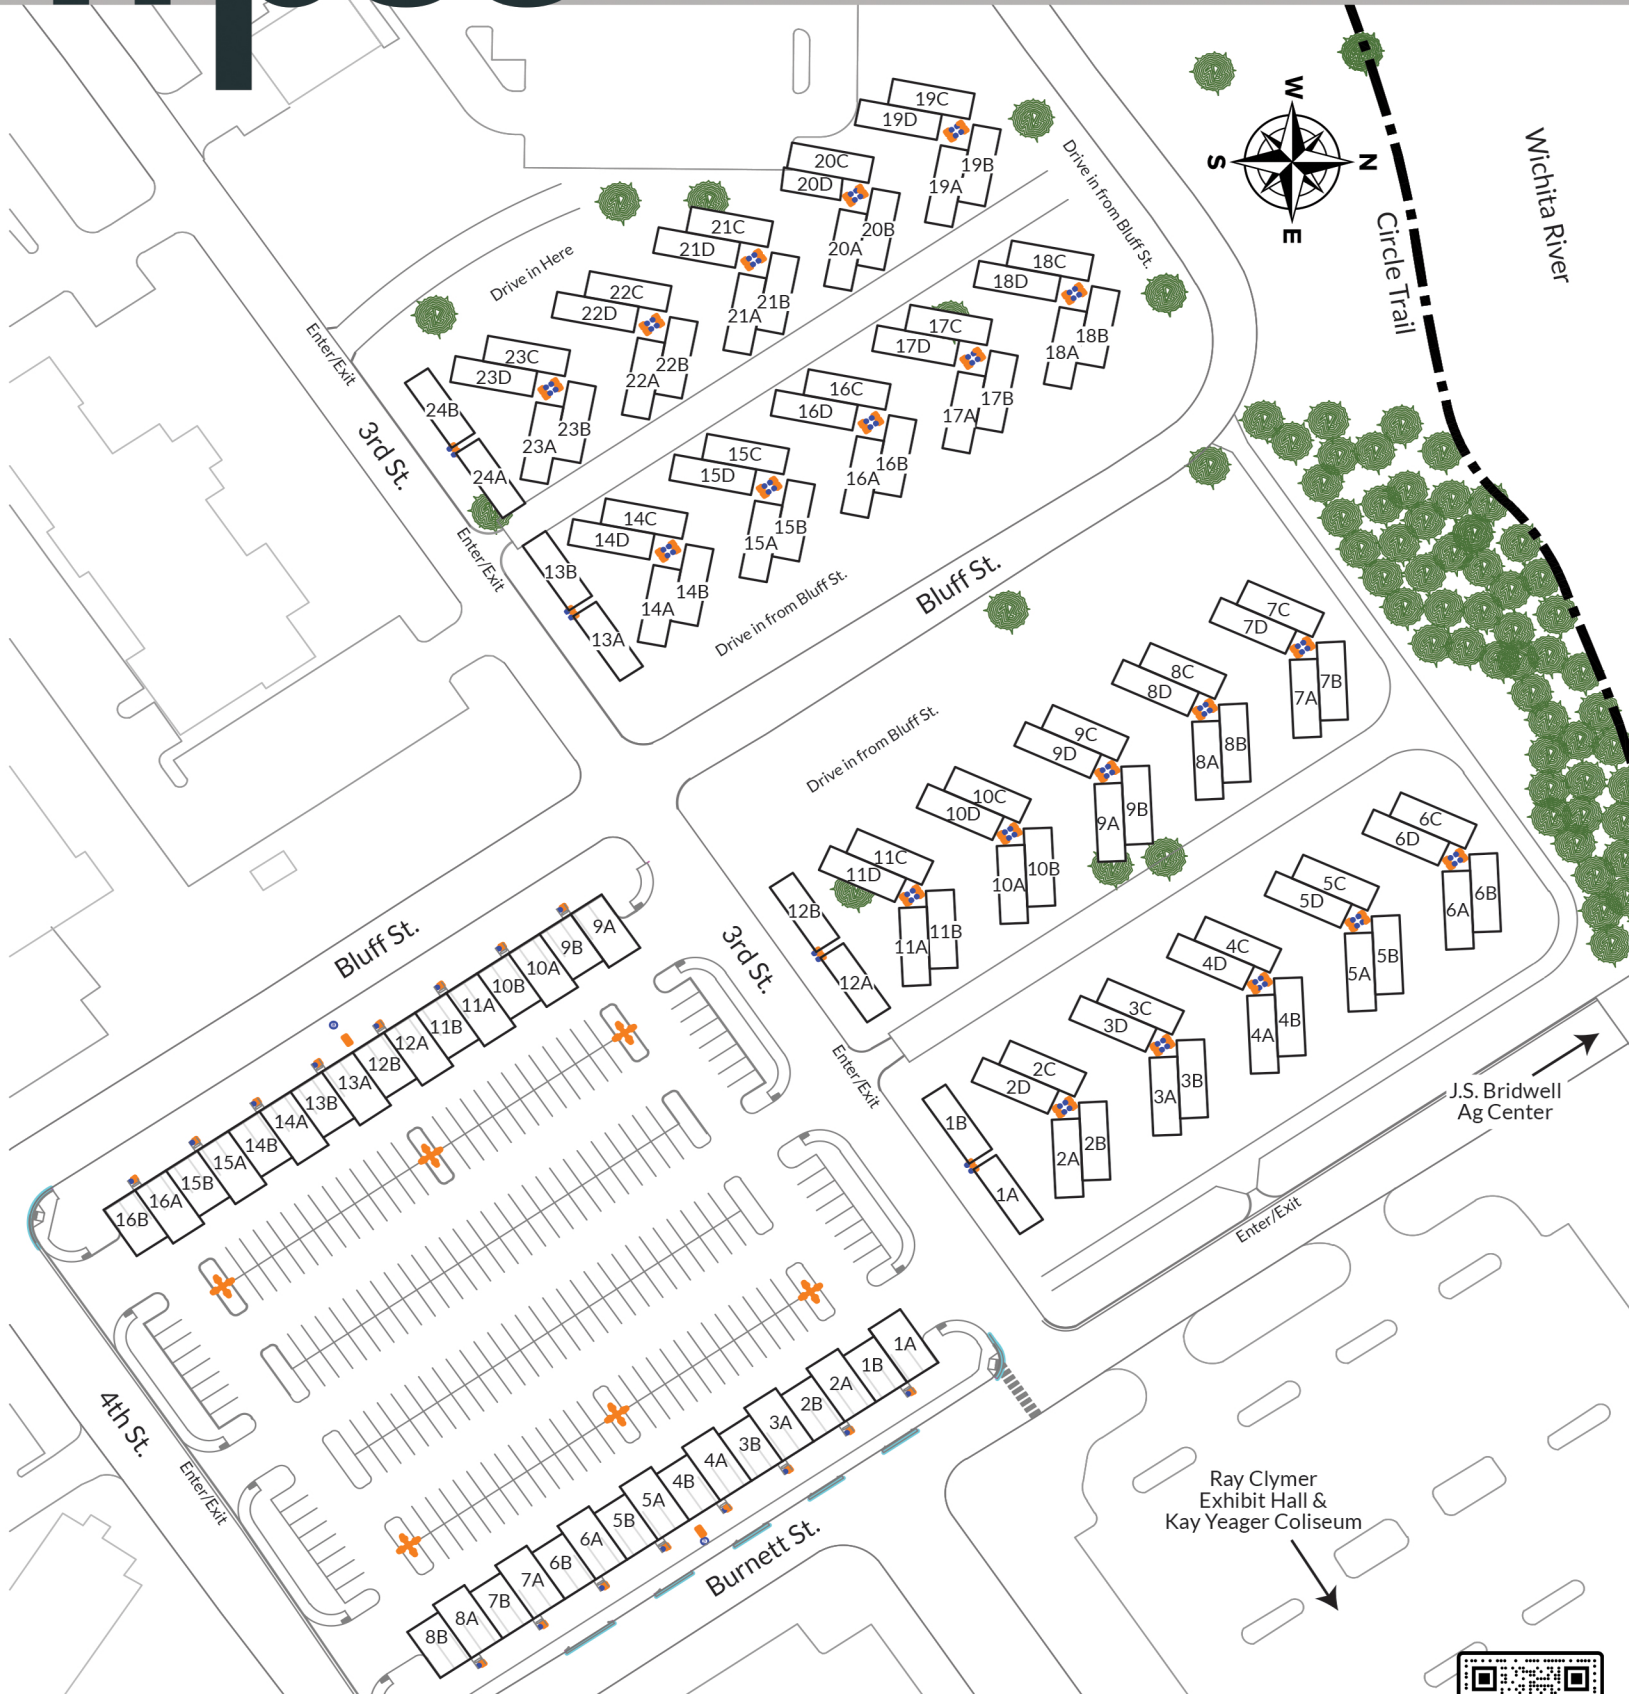 W
S
N
E
Wichita River
Circle Trail
Drive in from Bluff St.
19C
19D
19B
19A
20C
20D
20B
20A
21C
21D
21B
21A
Drive in Here
22C
22D
22B
22A
23C
23D
23B
23A
24B
24A
Enter/Exit
3rd St.
Enter/Exit
18C
18D
18B
18A
17C
17D
17B
17A
16C
16D
16B
16A
15C
15D
15B
15A
14C
14D
14B
14A
13B
13A
Drive in from Bluff St.
Bluff St.
Drive in from Bluff St.
7C
7D
7B
7A
8C
8D
8B
8A
9C
9D
9B
9A
10C
10D
10B
10A
11C
11D
11B
11A
12B
12A
3rd St.
Enter/Exit
6C
6D
6B
6A
5C
5D
5B
5A
4C
4D
4B
4A
3C
3D
3B
3A
2C
2D
2B
2A
1B
1A
J.S. Bridwell
Ag Center
Enter/Exit
Bluff St.
9A
9B
10A
10B
11A
11B
12A
12B
13A
13B
14A
14B
15A
15B
16A
16B
4th St.
Enter/Exit
1A
1B
2A
2B
3A
3B
4A
4B
5A
5B
6A
6B
7A
7B
8A
8B
Burnett St.
Ray Clymer
Exhibit Hall &
Kay Yeager Coliseum